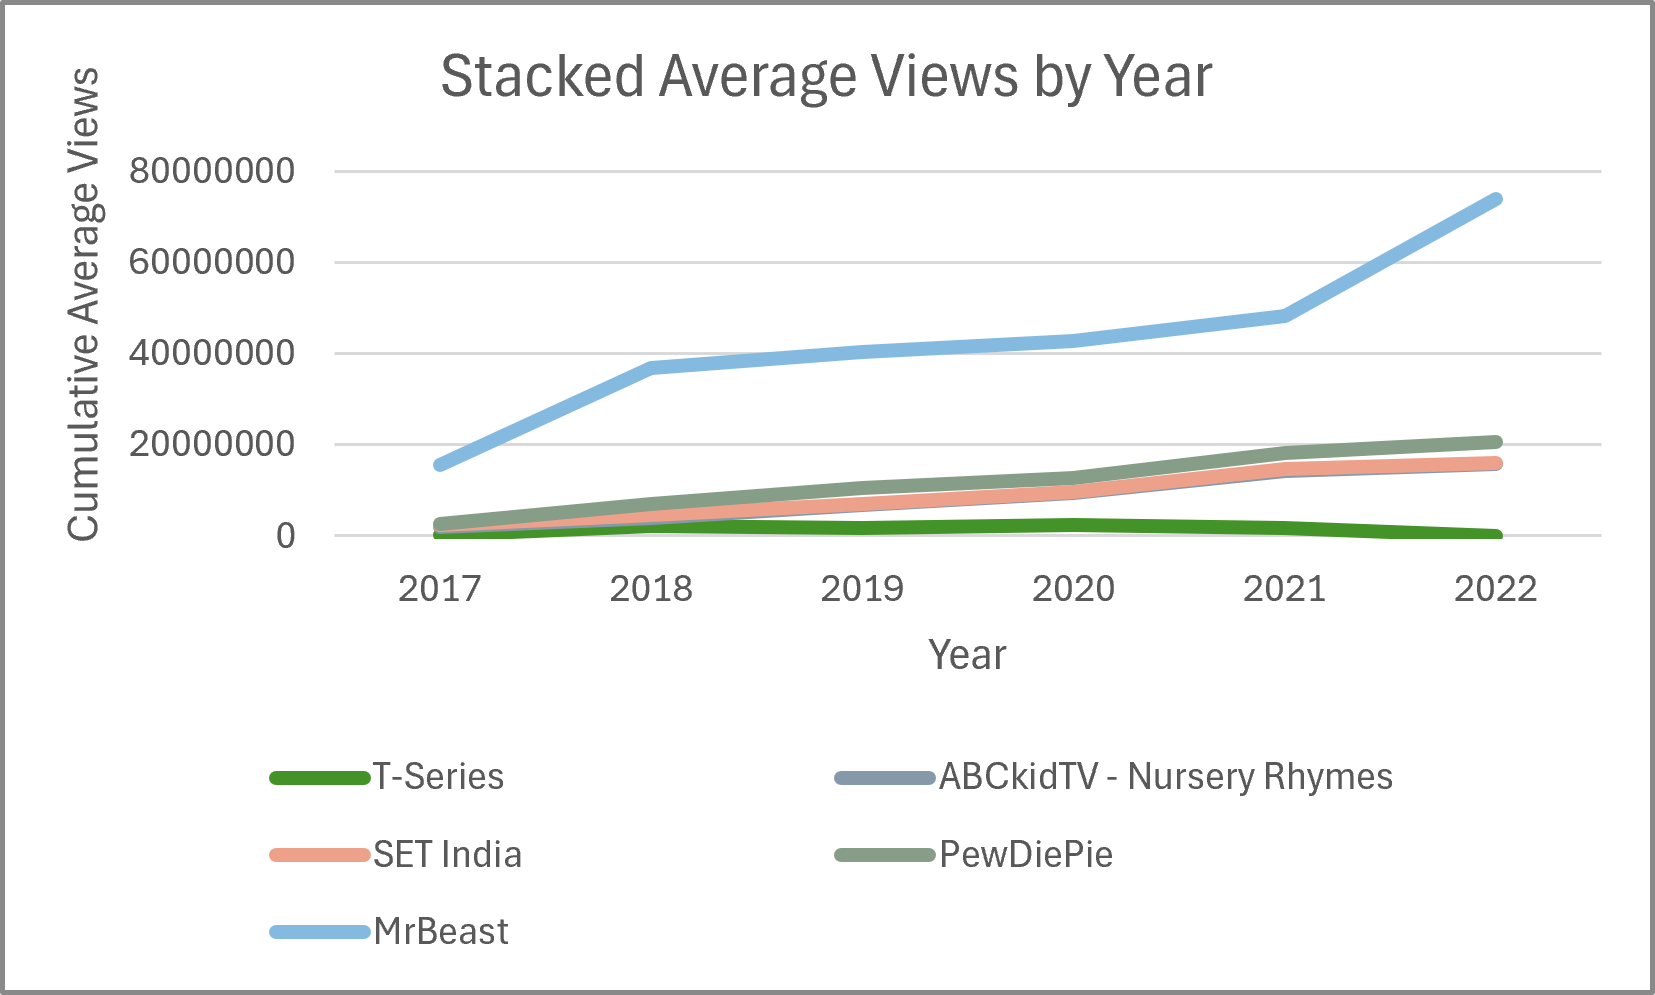 Stacked Average Views by Year
Cumulative Average Views
80000000
60000000
40000000
20000000
0
2017 2018 2019 2020 2021 2022
Year
T-Series ABCkidTV - Nursery Rhymes
SET India PewDiePie
MrBeast